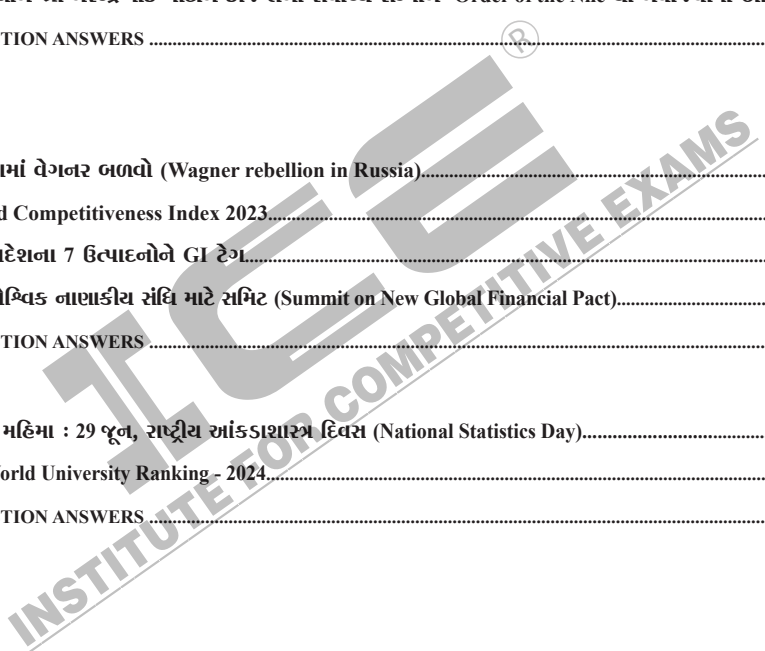 "Order of the Nile
TION ANSWERS
®
વેગનર બળવો (Wagner rebellion in Russia)
Competitiveness Index 2023
7 ઉત્પાદનોને GI ટેગ
નાણાકીય સંધિ માટે સમિટ (Summit on New Global Financial Pact)
TION ANSWERS
મહિમા : 29 જૂન, રાષ્ટ્રીય આંકડાશાસ્ત્ર દિવસ (National Statistics Day)
orld University Ranking - 2024
TION ANSWERS
ICE
INSTITUTE FOR COMPETITIVE EXAMS